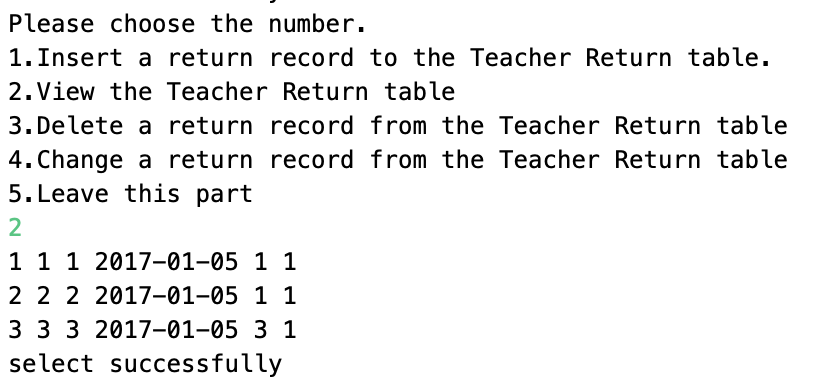 Please choose the number.
1.Insert a return record to the Teacher Return table.
2.View the Teacher Return table
3.Delete a return record from the Teacher Return table
4.Change a return record from the Teacher Return table
5.Leave this part
2
1 1 1 2017-01-05 1 1
2 2 2 2017-01-05 1 1
3 3 3 2017-01-05 3 1
select successfully